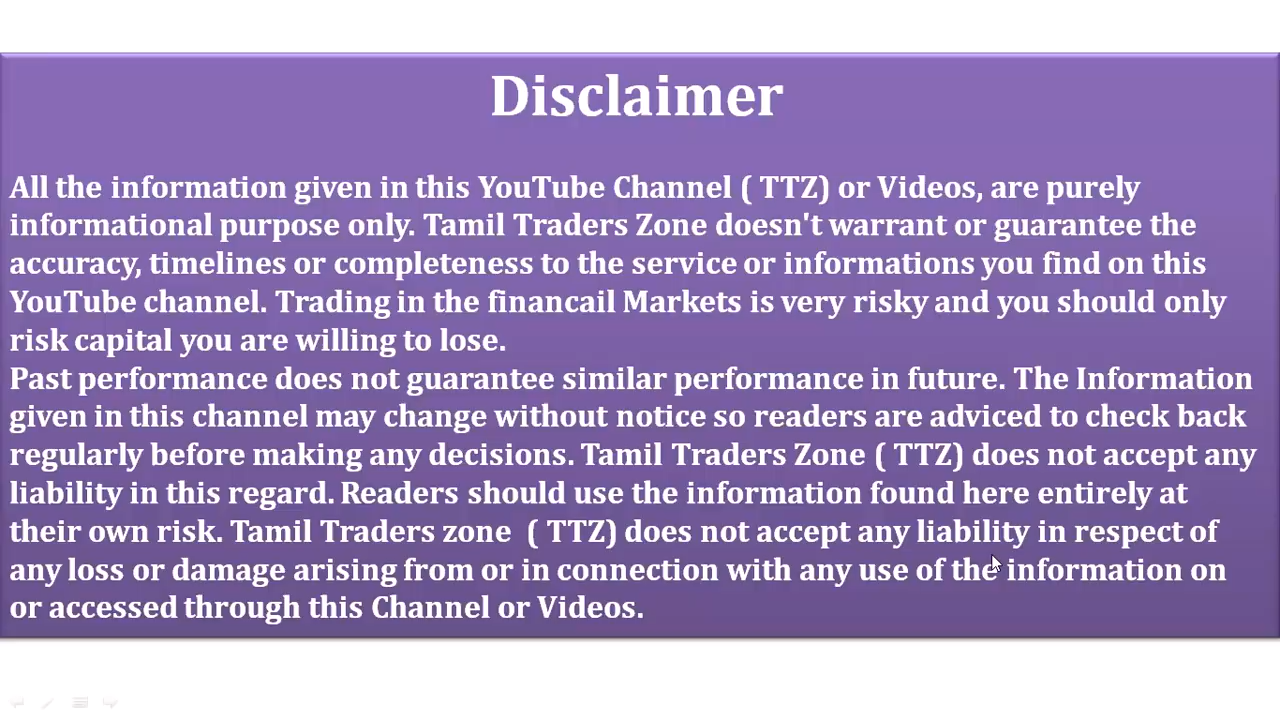 Disclaimer
All the information given in this YouTube Channel ( TTZ) or Videos, are purely
informational purpose only. Tamil Traders Zone doesn't warrant or guarantee the
accuracy, timelines or completeness to the service or informations you find on this
YouTube channel. Trading in the financail Markets is very risky and you should only
risk capital you are willing to lose.
Past performance does not guarantee similar performance in future. The Information
given in this channel may change without notice so readers are adviced to check back
regularly before making any decisions. Tamil Traders Zone ( TTZ) does not accept any
liability in this regard. Readers should use the information found here entirely at
their own risk. Tamil Traders zone  ( TTZ) does not accept any liability in respect of
any loss or damage arising from or in connection with any use of the information on
or accessed through this Channel or Videos.